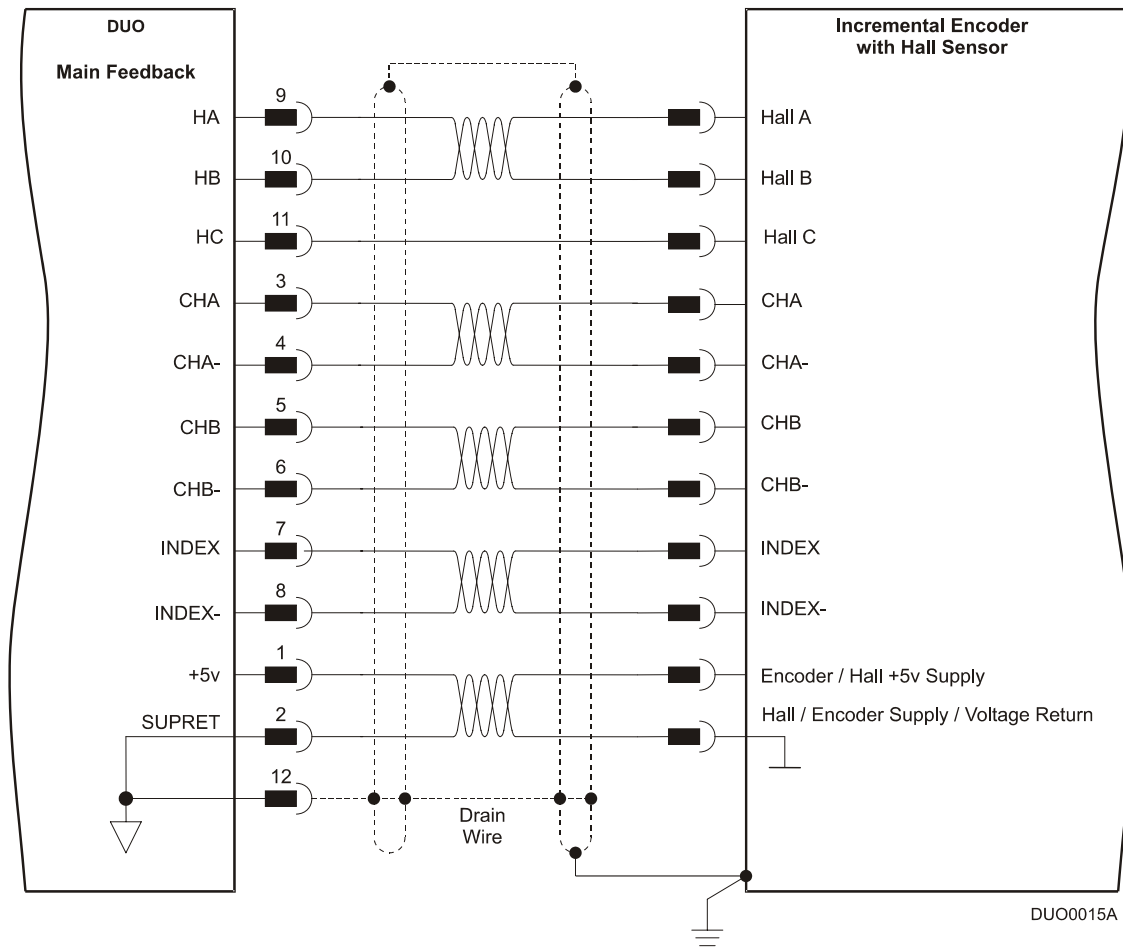 DUO
Main Feedback
Incremental Encoder
with Hall Sensor
HA 9 Hall A
HB 10 Hall B
HC 11 Hall C
CHA 3 CHA
CHA- 4 CHA-
CHB 5 CHB
CHB- 6 CHB-
INDEX 7 INDEX
INDEX- 8 INDEX-
+5v 1 Encoder / Hall +5v Supply
SUPRET 2 Hall / Encoder Supply / Voltage Return
12
Drain
Wire
DUO0015A